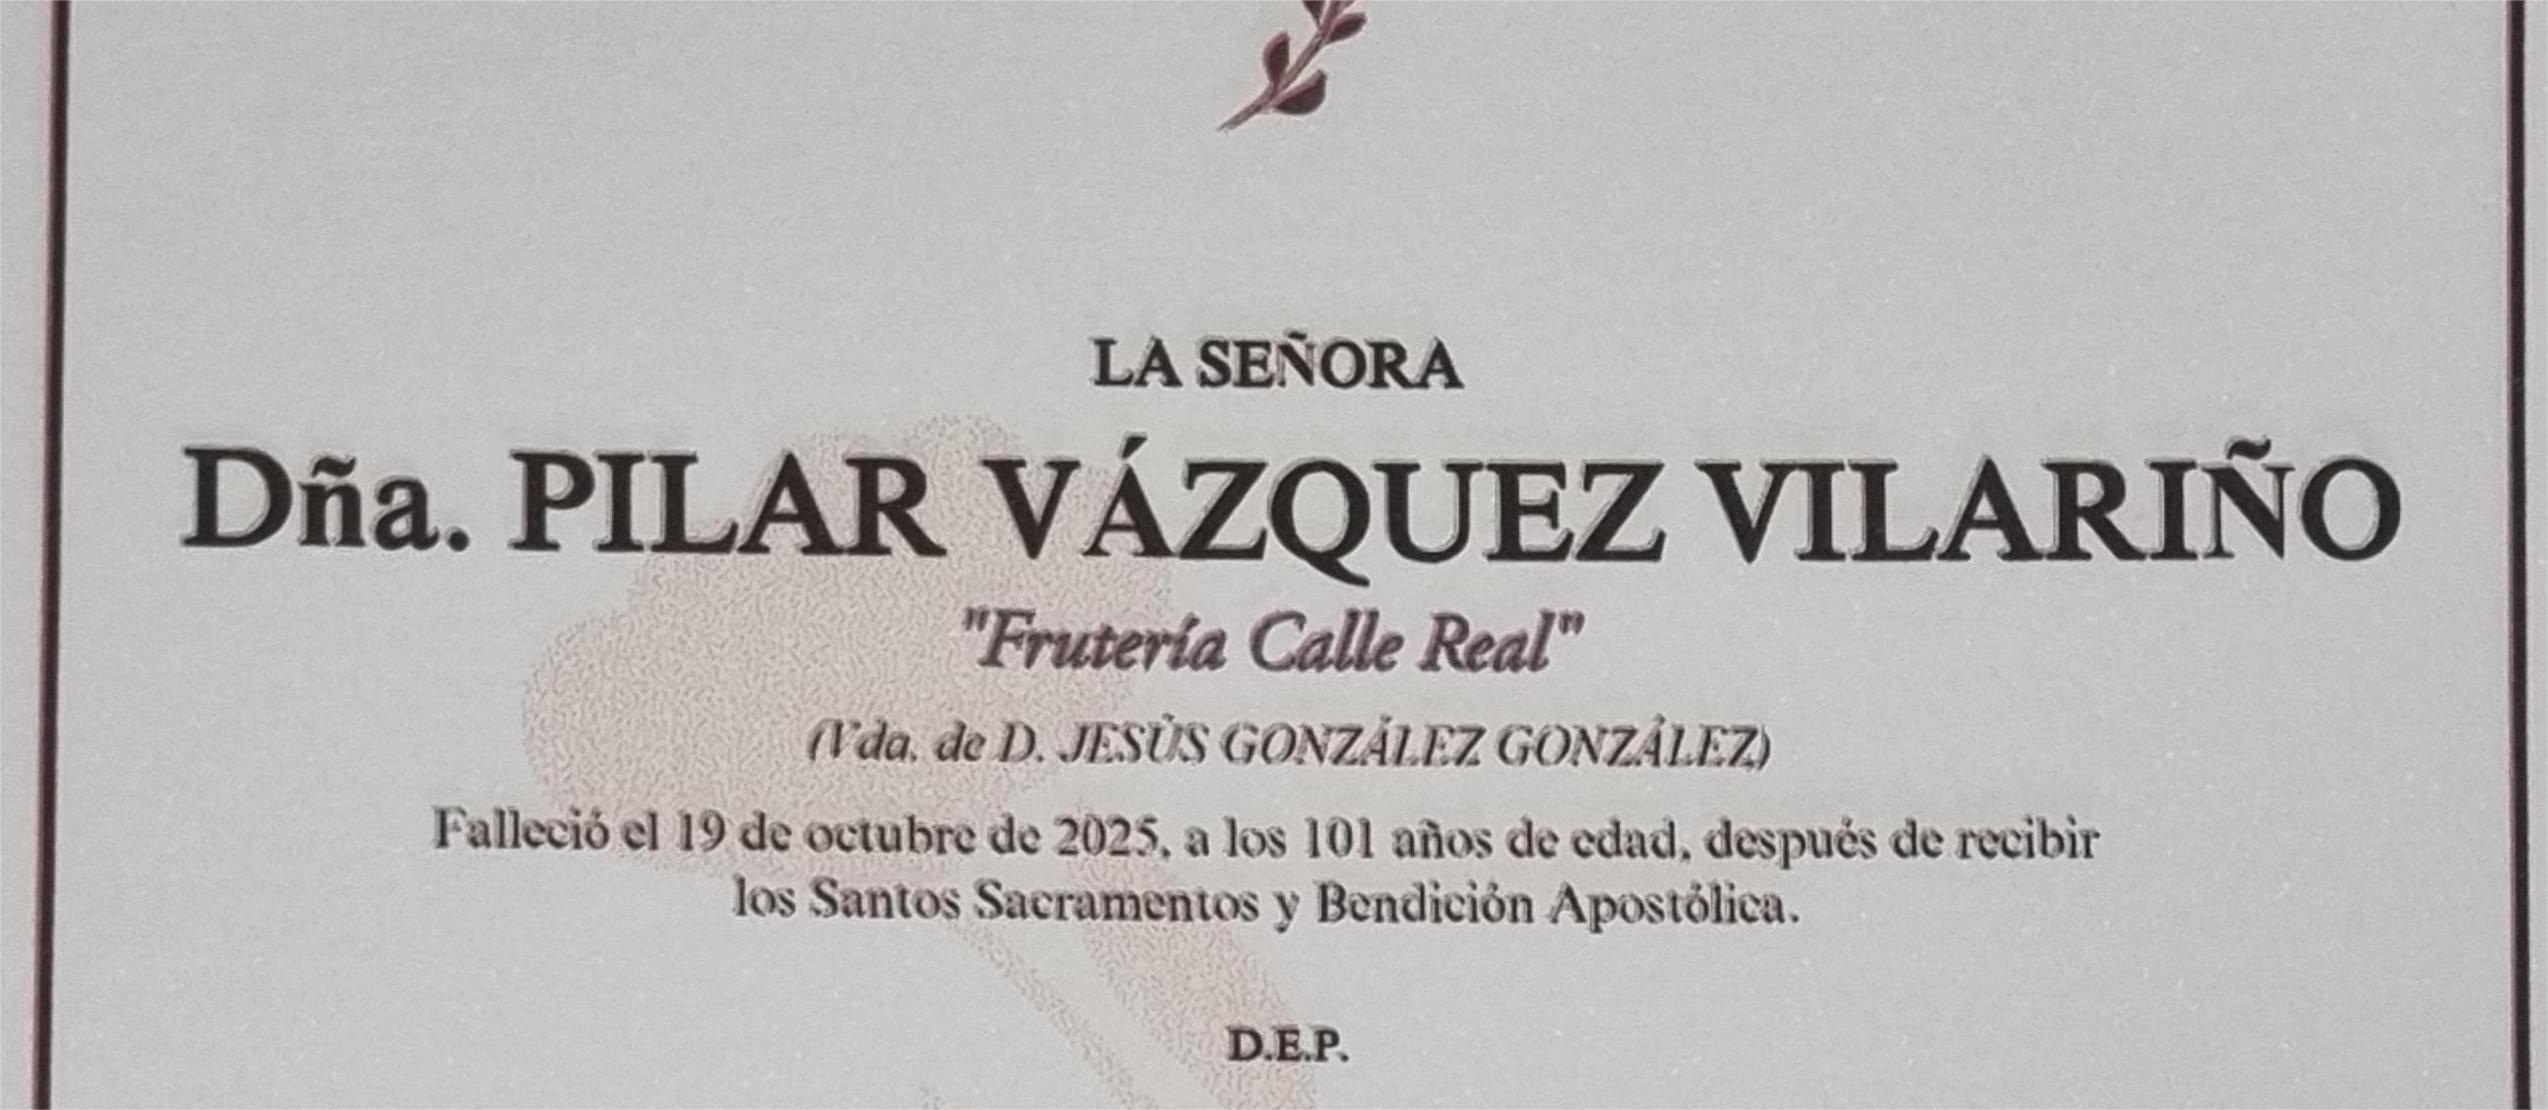 LA SEÑORA
Dña. PILAR VÁZQUEZ VILARIÑO
"Frutería Calle Real"
(Vda. de D. JESÚS GONZÁLEZ GONZÁLEZ)
Falleció el 19 de octubre de 2025, a los 101 años de edad, después de recibir
los Santos Sacramentos y Bendición Apostólica.
D.E.P.